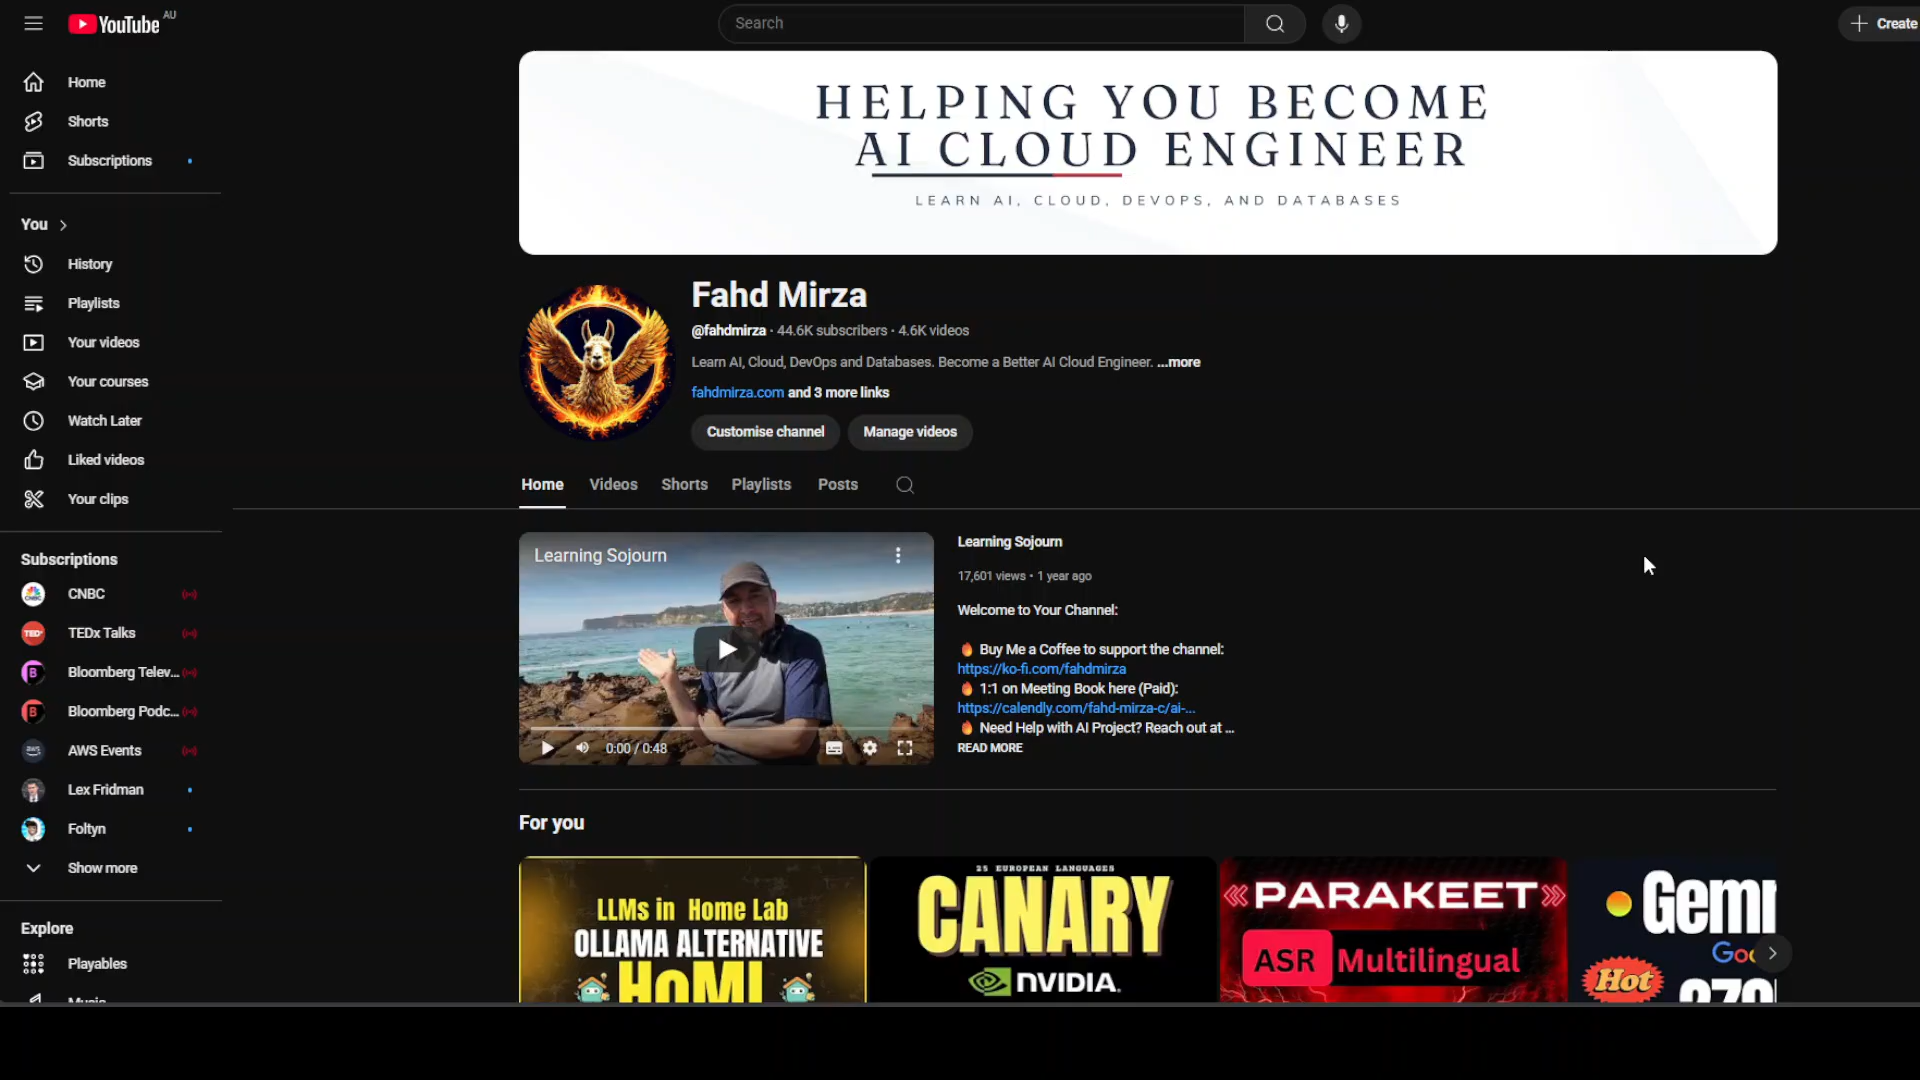 YouTube AU
Search
Create
Home
Shorts
Subscriptions
You
History
Playlists
Your videos
Your courses
Watch Later
Liked videos
Your clips
Subscriptions
CNBC
TEDx Talks
Bloomberg Telev...
Bloomberg Podc...
AWS Events
Lex Fridman
Foltyn
Show more
Explore
Playables
Music
HELPING YOU BECOME
AI CLOUD ENGINEER
LEARN AI, CLOUD, DEVOPS, AND DATABASES
Fahd Mirza
@fahdmirza · 44.6K subscribers · 4.6K videos
Learn AI, Cloud, DevOps and Databases. Become a Better AI Cloud Engineer. ...more
fahdmirza.com and 3 more links
Customise channel
Manage videos
Home
Videos
Shorts
Playlists
Posts
Learning Sojourn
0:00 / 0:48
Learning Sojourn
17,601 views • 1 year ago
Welcome to Your Channel:
🔥 Buy Me a Coffee to support the channel:
https://ko-fi.com/fahdmirza
🔥 1:1 on Meeting Book here (Paid):
https://calendly.com/fahd-mirza-c/ai-...
🔥 Need Help with AI Project? Reach out at ...
READ MORE
For you
LLMs in Home Lab
OLLAMA ALTERNATIVE
HoML
25 EUROPEAN LANGUAGES
CANARY
NVIDIA.
PARAKEET
ASR Multilingual
Gemm
Goo
Hot
270